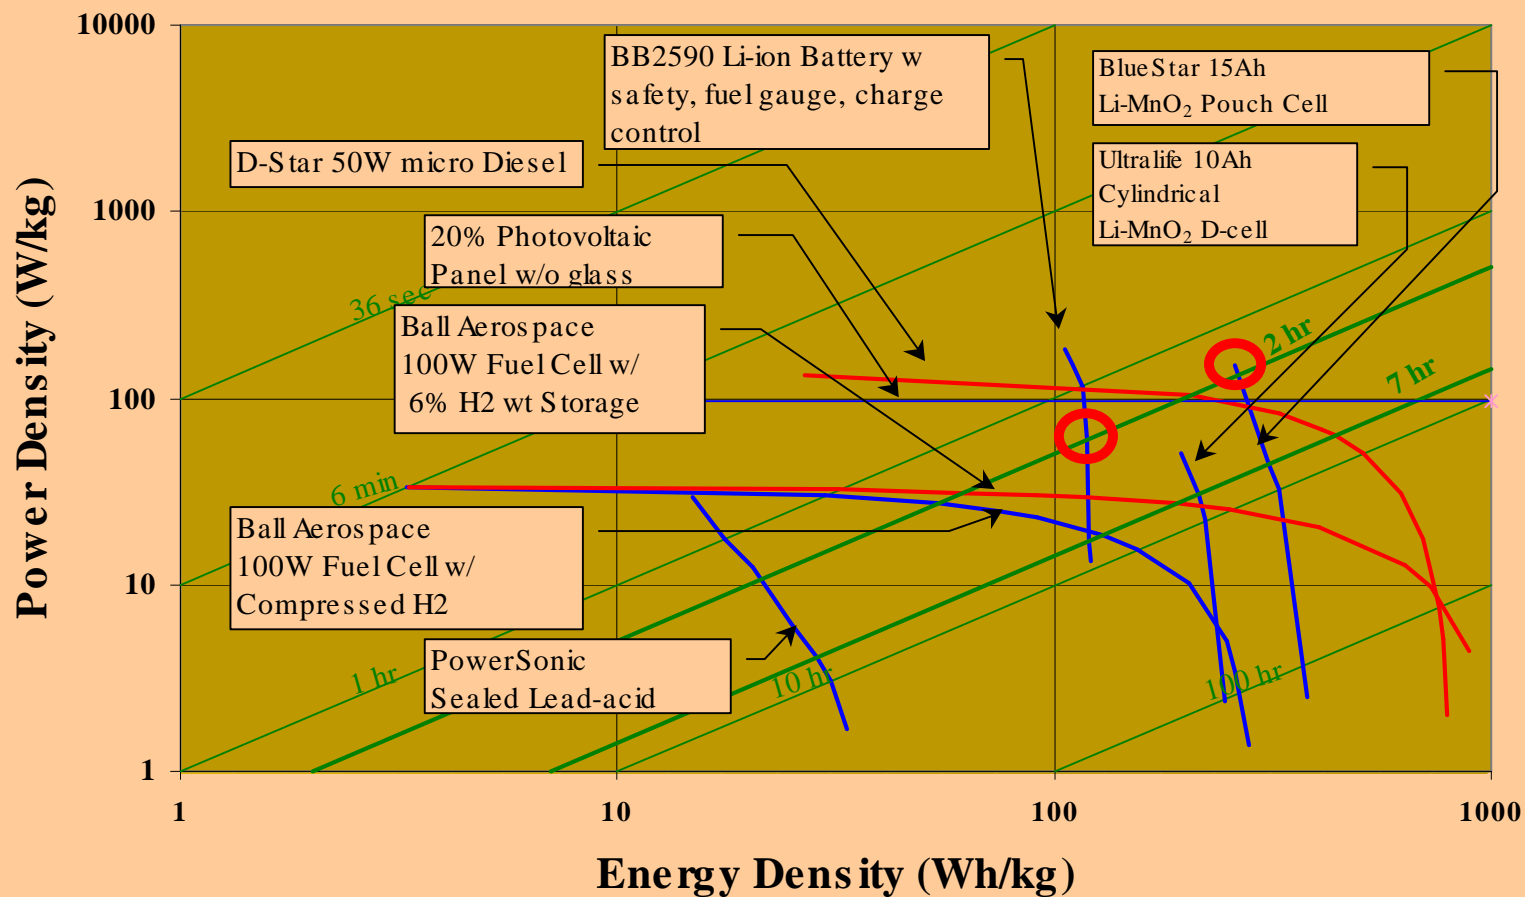 10000
1000
100
10
1
Power Density (W/kg)
BB2590 Li-ion Battery w
safety, fuel gauge, charge
control
BlueStar 15Ah
Li-MnO₂ Pouch Cell
D-Star 50W micro Diesel
Ultralife 10Ah
Cylindrical
Li-MnO₂ D-cell
20% Photovoltaic
Panel w/o glass
36 sec
Ball Aerospace
100W Fuel Cell w/
6% H2 wt Storage
2 hr
7 hr
6 min
Ball Aerospace
100W Fuel Cell w/
Compressed H2
PowerSonic
Sealed Lead-acid
1 hr
10 hr
100 hr
1
10
100
1000
Energy Density (Wh/kg)